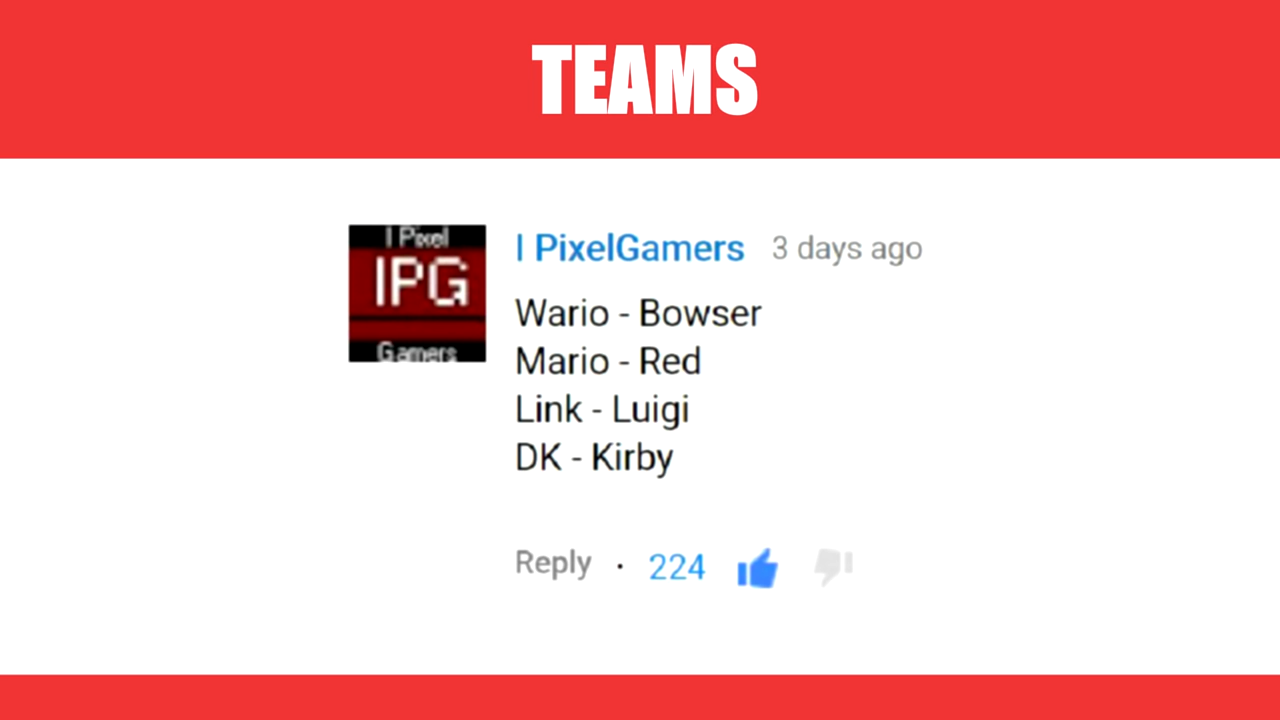 TEAMS
I Pixel
IPG
Gamers
I PixelGamers 3 days ago
Wario - Bowser
Mario - Red
Link - Luigi
DK - Kirby
Reply · 224